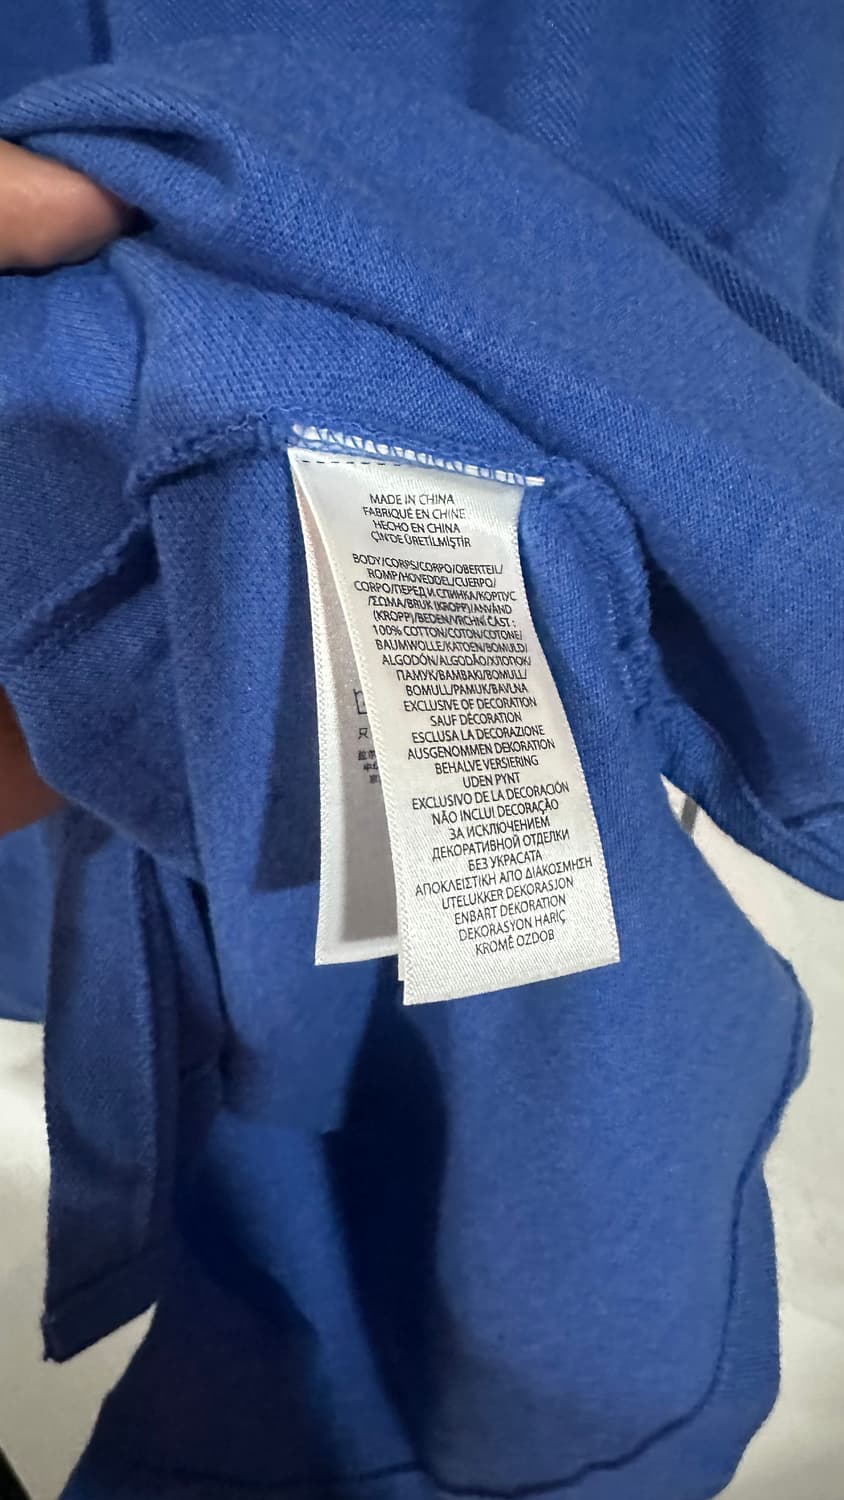 MADE IN CHINA
FABRIQUÉ EN CHINE
HECHO EN CHINA
ÇİN'DE ÜRETİLMİŞTİR
BODY/CORPS/CORPO/OBERTEIL/
ROMP/HOVEDDEL/CUERPO/
CORPO/ПЕРЕД И СПИНКА/КОРПУС
/ΣΩΜΑ/BRUK (KROPP)/ANVÄND
(KROPP)/BEDEN/VRCHNÍ ČÁST :
100% COTTON/COTON/COTONE/
BAUMWOLLE/KATOEN/BOMULD/
ALGODÓN/ALGODÃO/ХЛОПОК/
ПАМУК/ΒΑΜΒΑΚΙ/BOMULL/
BOMULL/PAMUK/BAVLNA
EXCLUSIVE OF DECORATION
SAUF DÉCORATION
ESCLUSA LA DECORAZIONE
AUSGENOMMEN DEKORATION
BEHALVE VERSIERING
UDEN PYNT
EXCLUSIVO DE LA DECORACIÓN
NÃO INCLUI DECORAÇÃO
ЗА ИСКЛЮЧЕНИЕМ
ДЕКОРАТИВНОЙ ОТДЕЛКИ
БЕЗ УКРАСАТА
ΑΠΟΚΛΕΙΣΤΙΚΗ ΑΠΟ ΔΙΑΚΟΣΜΗΣΗ
UTELUKKER DEKORASJON
ENBART DEKORATION
DEKORASYON HARİÇ
KROMĚ OZDOB
只